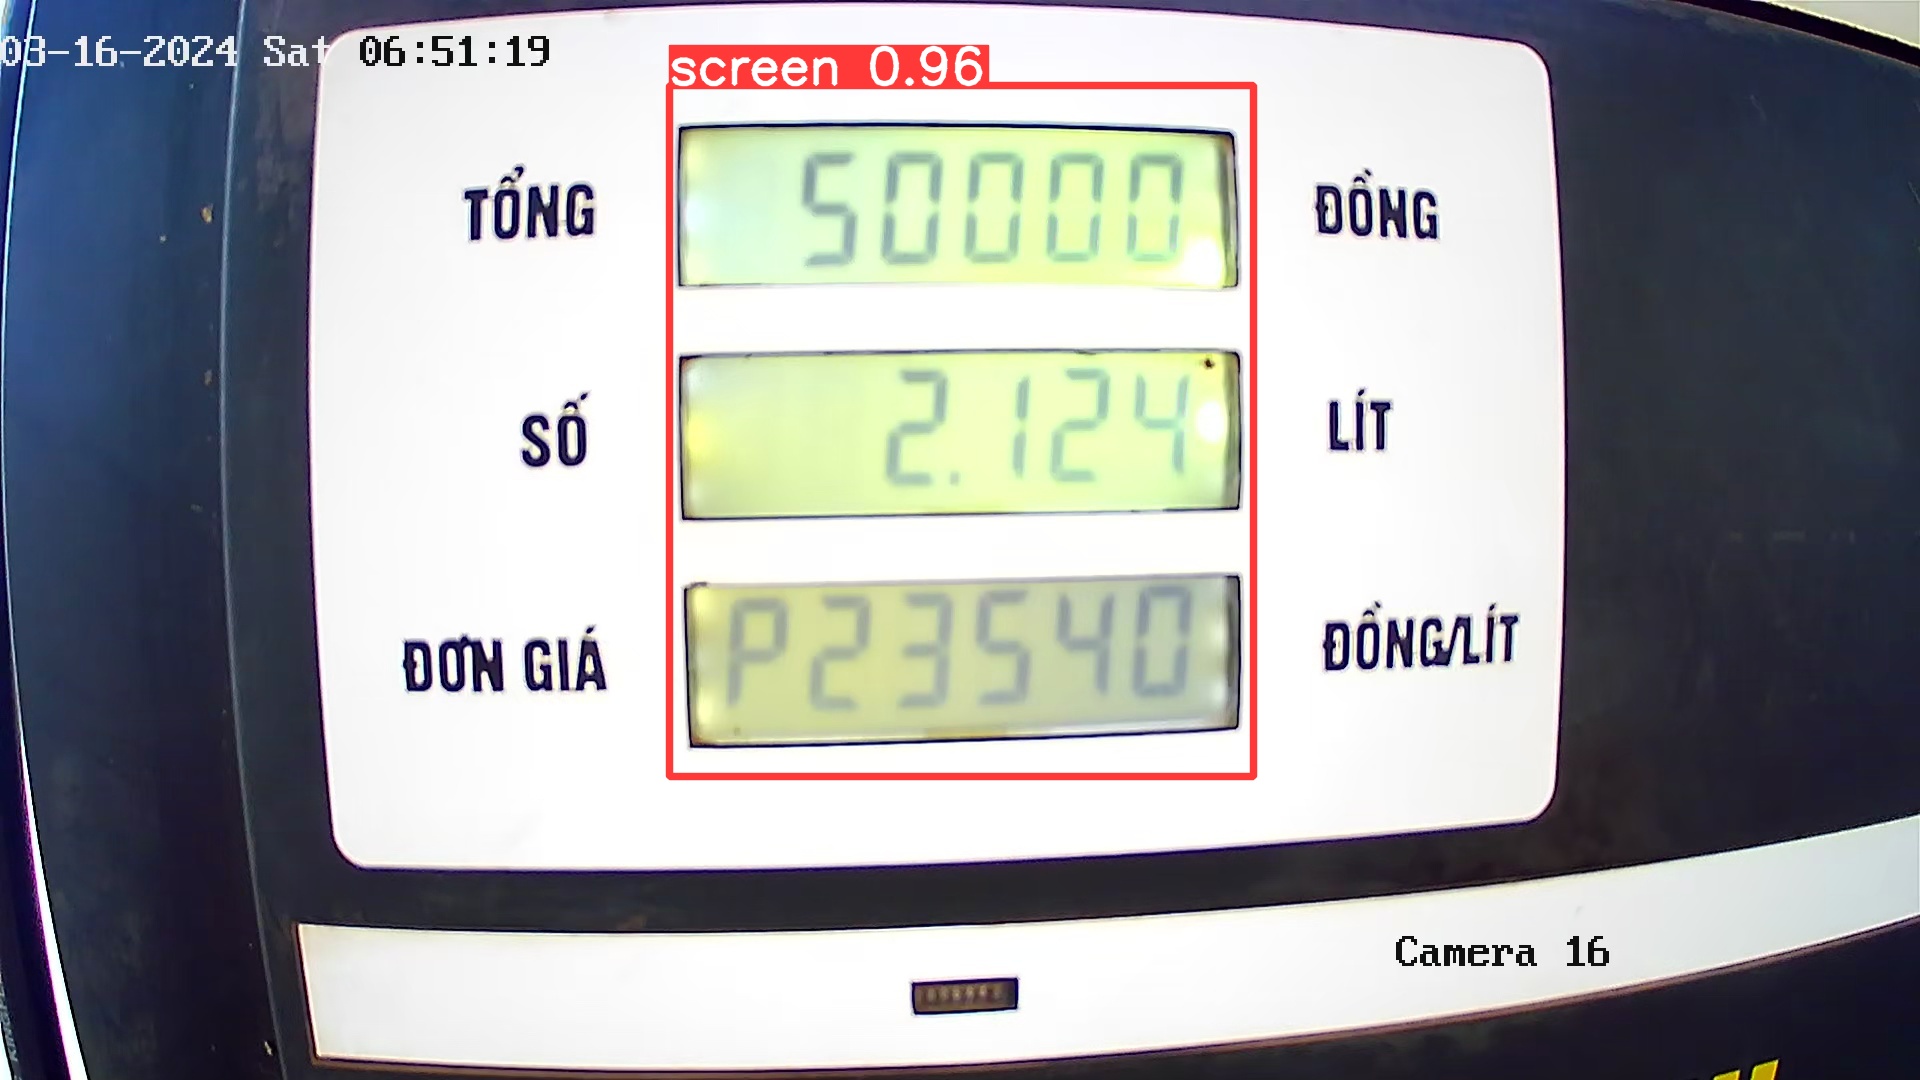 03-16-2024 Sat 06:51:19
screen 0.96
TỔNG 50000 ĐỒNG
SỐ 2.124 LÍT
ĐƠN GIÁ P23540 ĐỒNG/LÍT
Camera 16